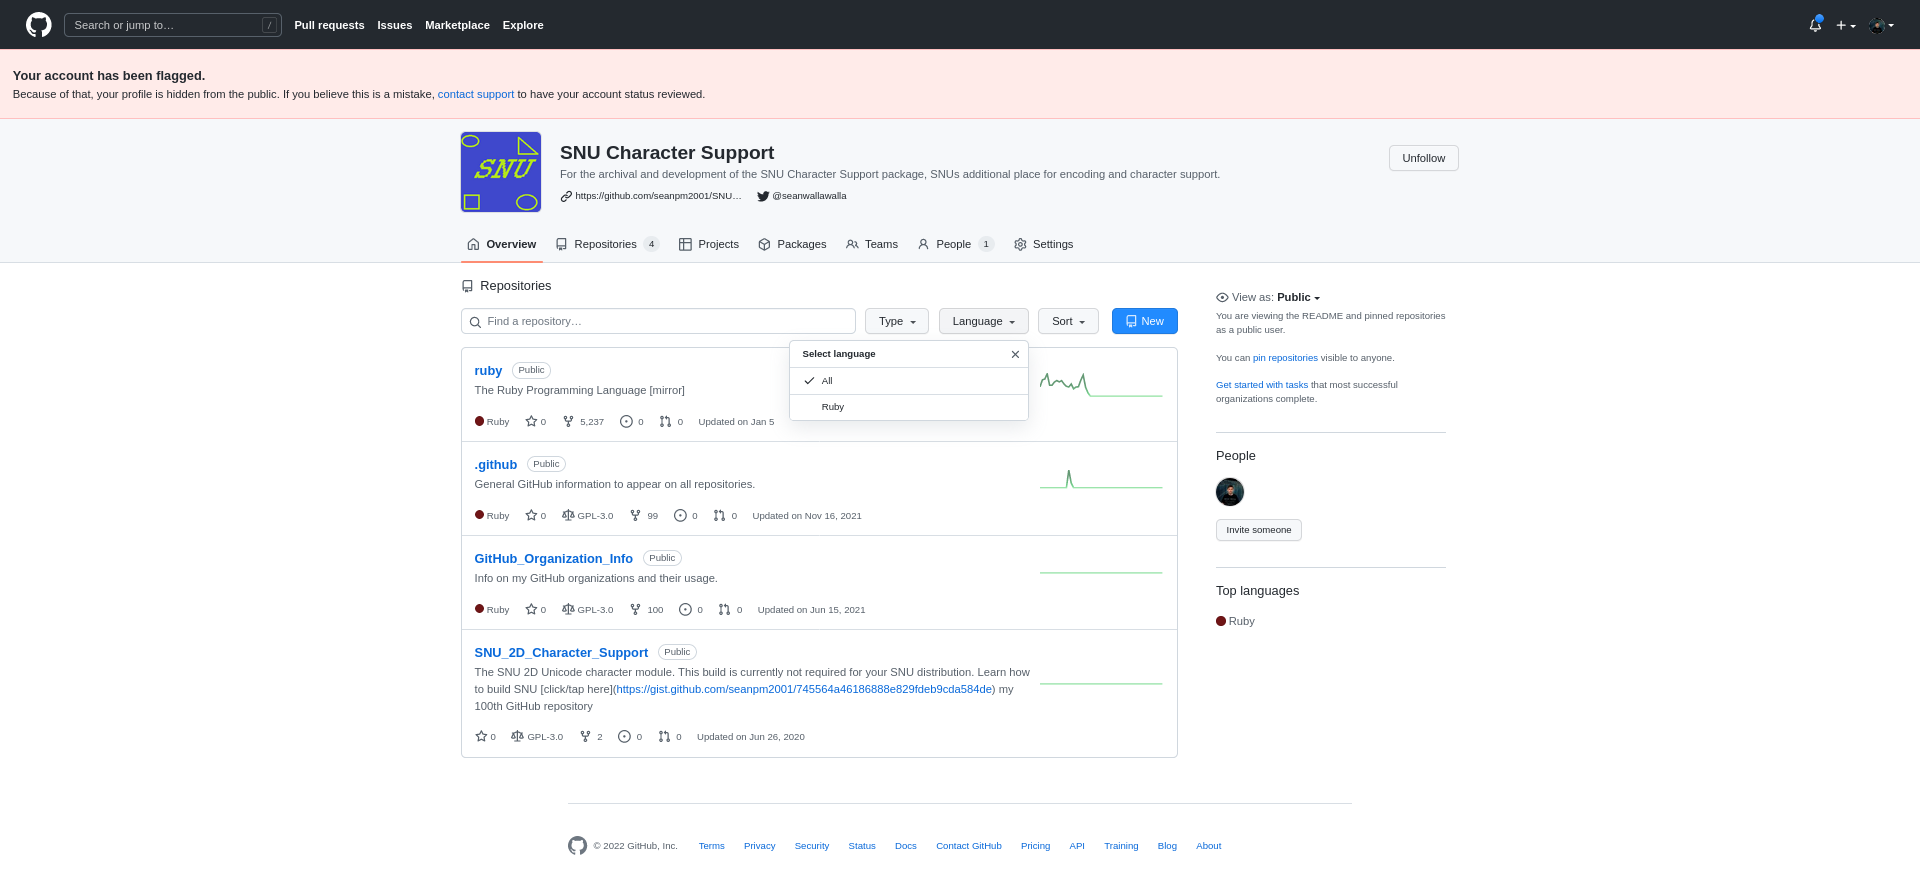 Search or jump to…
/
Pull requests Issues Marketplace Explore
Your account has been flagged.
Because of that, your profile is hidden from the public. If you believe this is a mistake, contact support to have your account status reviewed.
SNU
SNU Character Support
For the archival and development of the SNU Character Support package, SNUs additional place for encoding and character support.
https://github.com/seanpm2001/SNU… @seanwallawalla
Unfollow
Overview Repositories 4 Projects Packages Teams People 1 Settings
Repositories
Find a repository… Type Language Sort New
Select language
All
Ruby
ruby Public
The Ruby Programming Language [mirror]
Ruby 0 5,237 0 0 Updated on Jan 5
.github Public
General GitHub information to appear on all repositories.
Ruby 0 GPL-3.0 99 0 0 Updated on Nov 16, 2021
GitHub_Organization_Info Public
Info on my GitHub organizations and their usage.
Ruby 0 GPL-3.0 100 0 0 Updated on Jun 15, 2021
SNU_2D_Character_Support Public
The SNU 2D Unicode character module. This build is currently not required for your SNU distribution. Learn how
to build SNU [click/tap here](https://gist.github.com/seanpm2001/745564a46186888e829fdeb9cda584de) my
100th GitHub repository
0 GPL-3.0 2 0 0 Updated on Jun 26, 2020
View as: Public
You are viewing the README and pinned repositories
as a public user.
You can pin repositories visible to anyone.
Get started with tasks that most successful
organizations complete.
People
Invite someone
Top languages
Ruby
© 2022 GitHub, Inc. Terms Privacy Security Status Docs Contact GitHub Pricing API Training Blog About